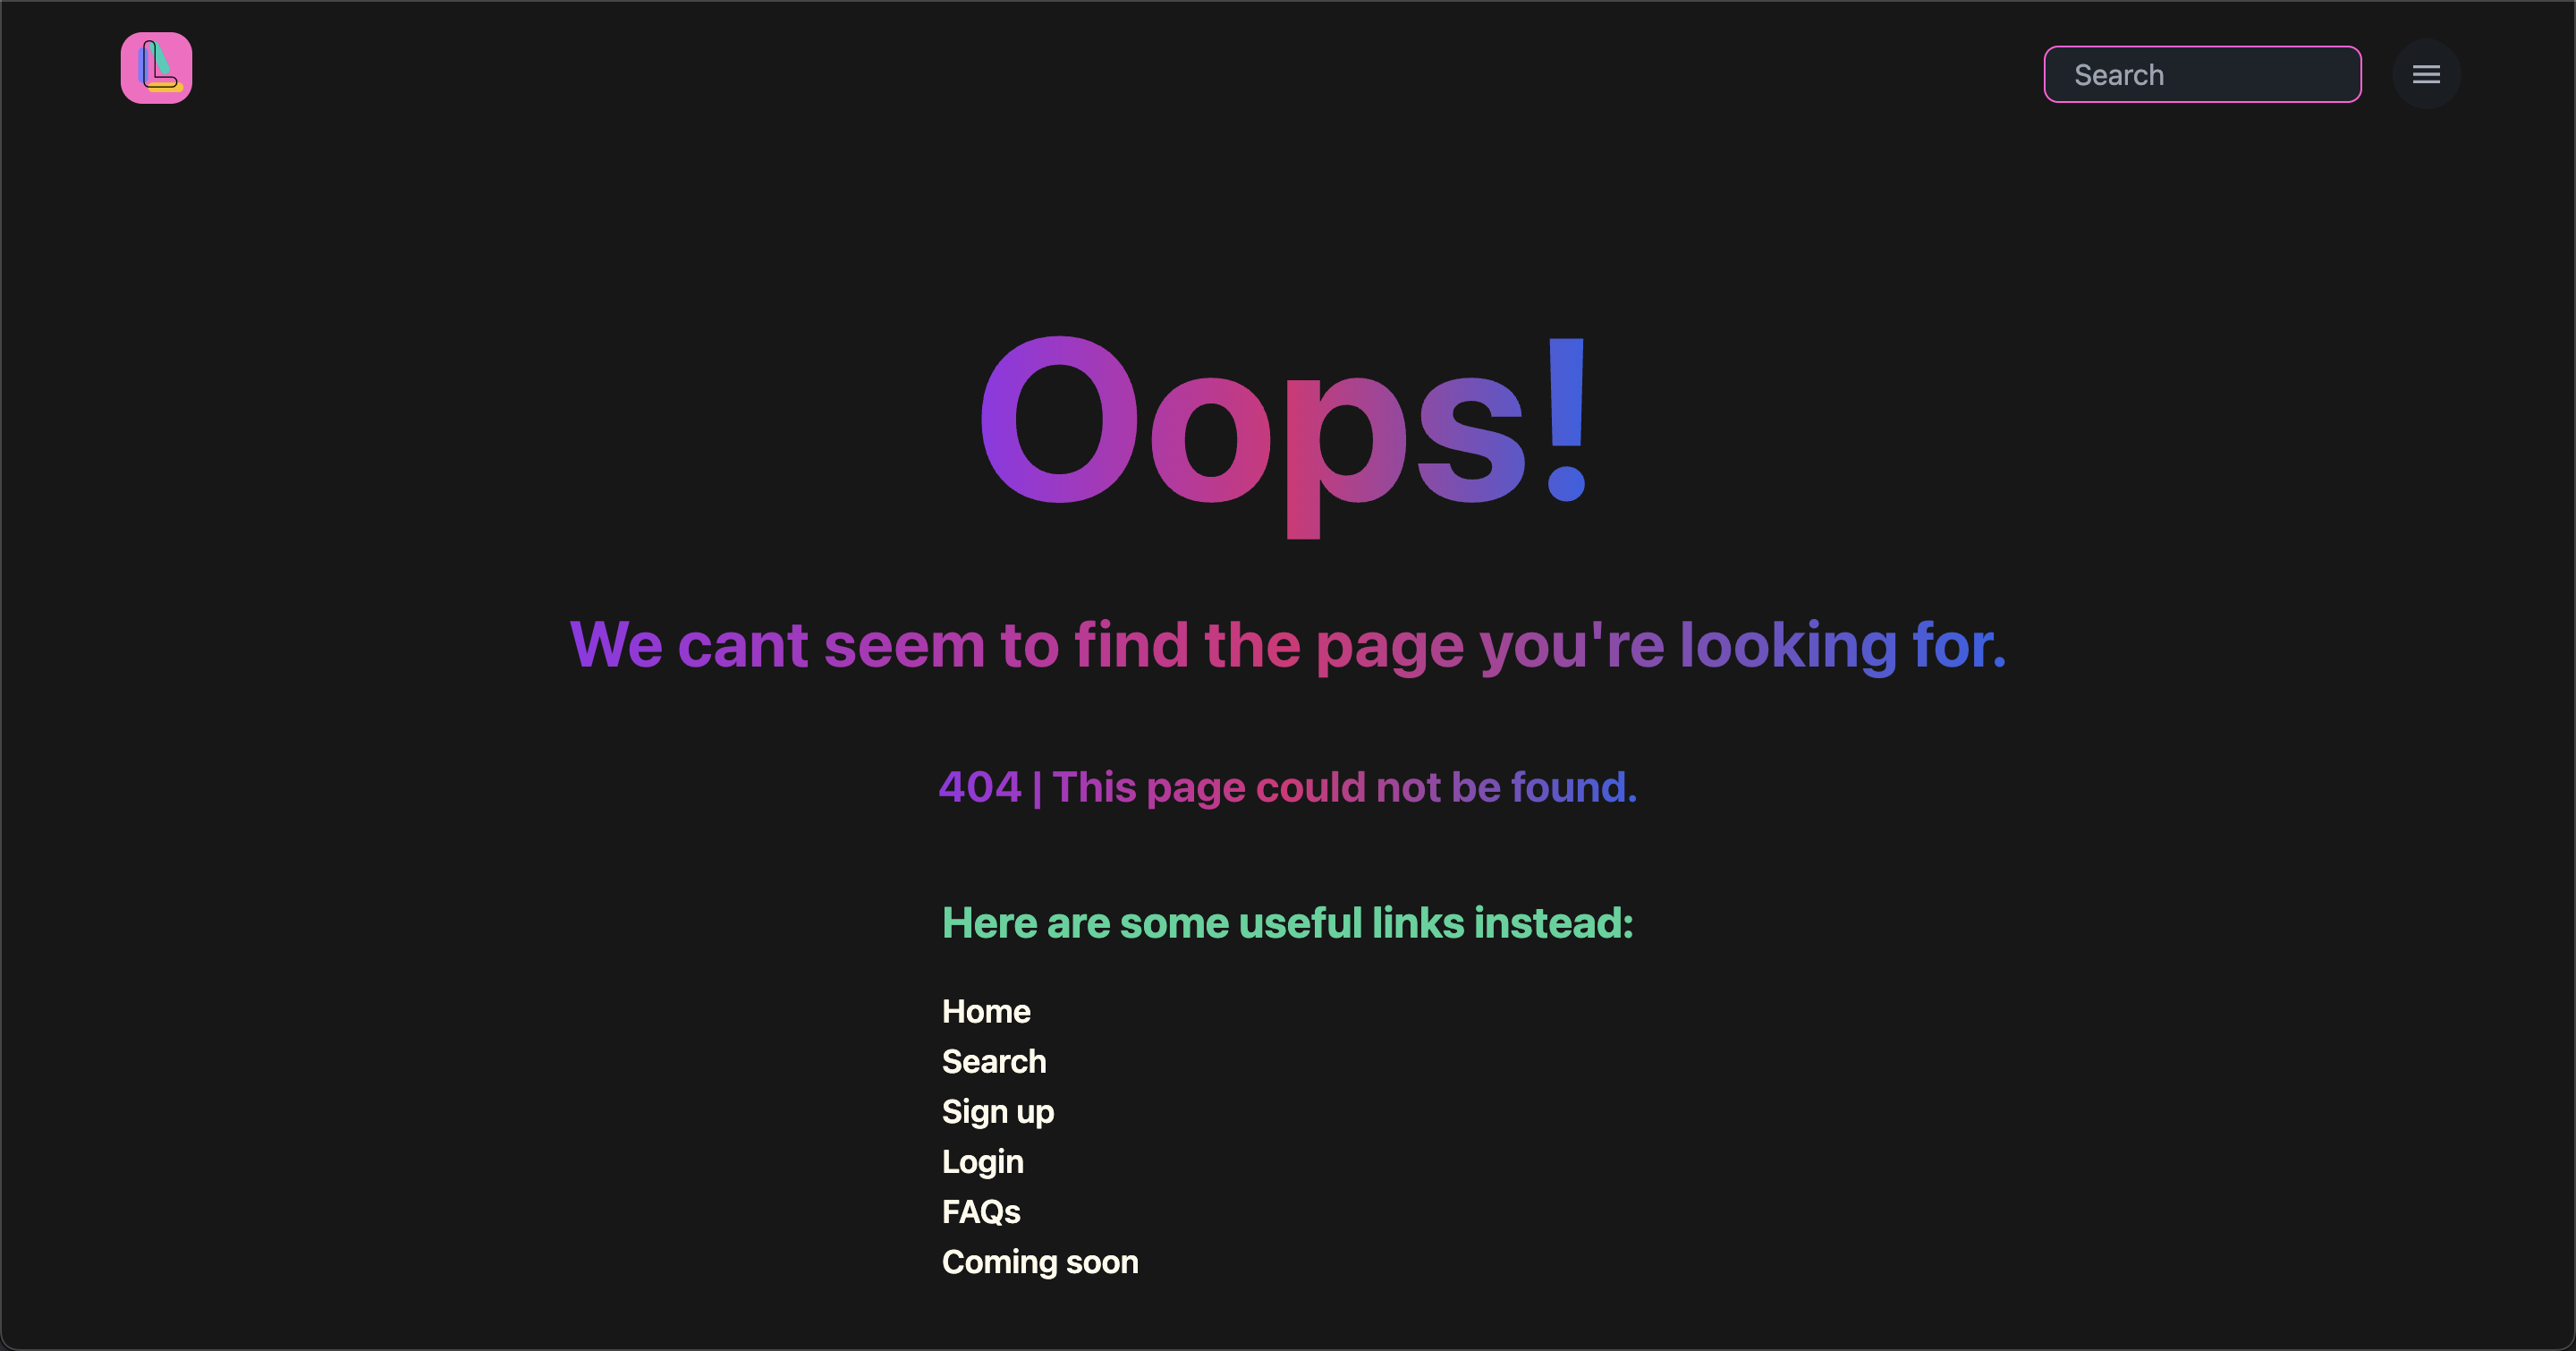 Search
Oops!
We cant seem to find the page you're looking for.
404 | This page could not be found.
Here are some useful links instead:
Home
Search
Sign up
Login
FAQs
Coming soon